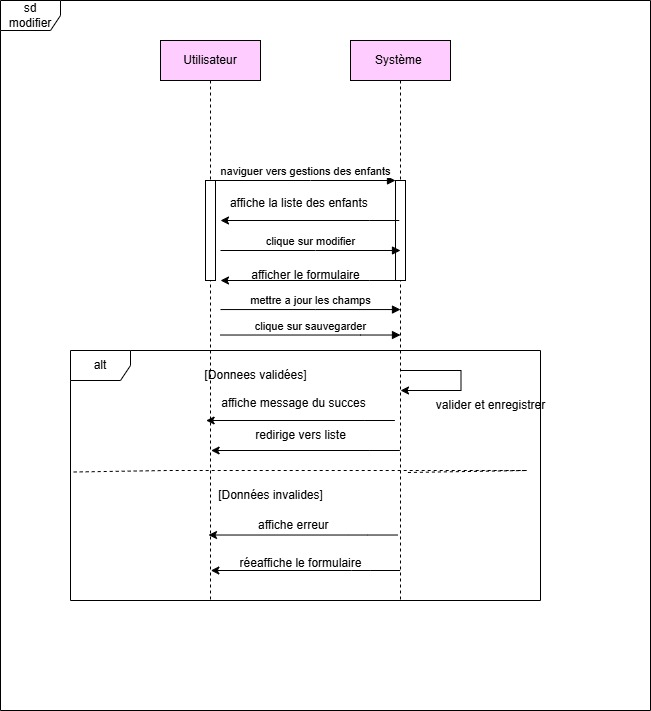 sd
modifier
Utilisateur
Système
naviguer vers gestions des enfants
affiche la liste des enfants
clique sur modifier
afficher le formulaire
mettre a jour les champs
clique sur sauvegarder
alt
[Donnees validées]
valider et enregistrer
affiche message du succes
redirige vers liste
[Données invalides]
affiche erreur
réeaffiche le formulaire